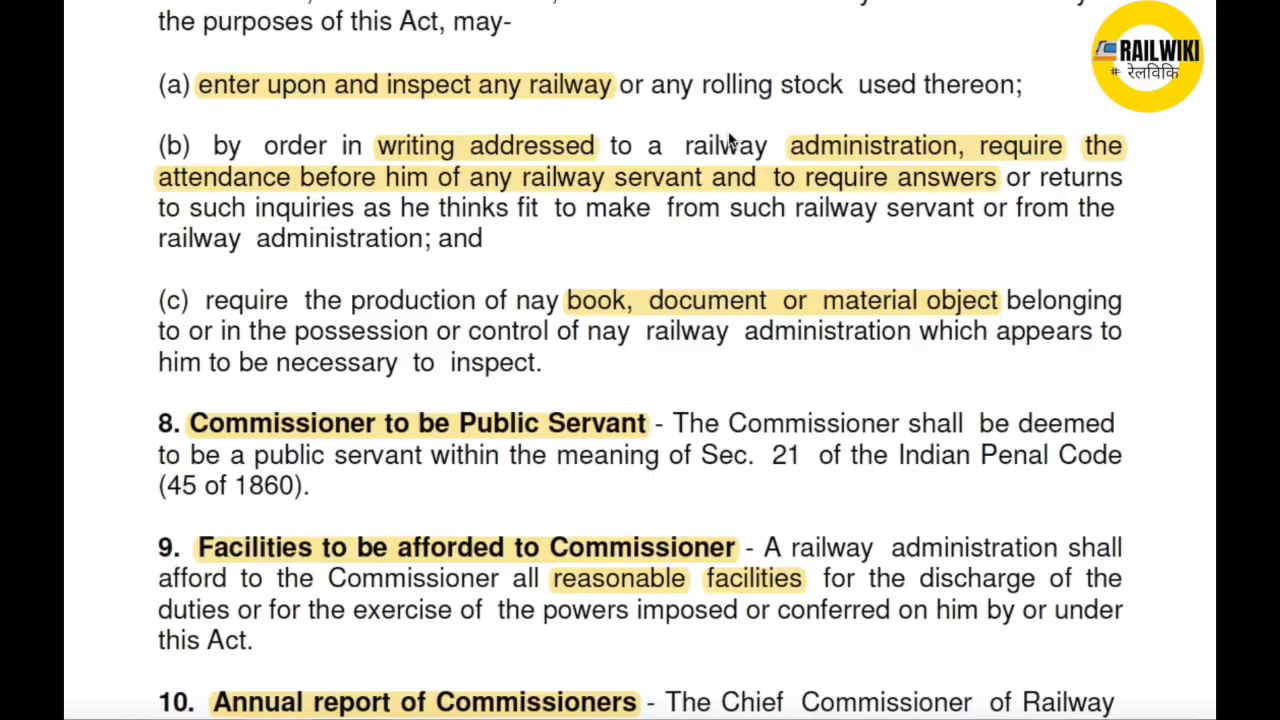 the purposes of this Act, may-
RAILWIKI
# रेलविकि
(a) enter upon and inspect any railway or any rolling stock used thereon;
(b) by order in writing addressed to a railway administration, require the
attendance before him of any railway servant and to require answers or returns
to such inquiries as he thinks fit to make from such railway servant or from the
railway administration; and
(c) require the production of nay book, document or material object belonging
to or in the possession or control of nay railway administration which appears to
him to be necessary to inspect.
8. Commissioner to be Public Servant - The Commissioner shall be deemed
to be a public servant within the meaning of Sec. 21 of the Indian Penal Code
(45 of 1860).
9. Facilities to be afforded to Commissioner - A railway administration shall
afford to the Commissioner all reasonable facilities for the discharge of the
duties or for the exercise of the powers imposed or conferred on him by or under
this Act.
10. Annual report of Commissioners - The Chief Commissioner of Railway